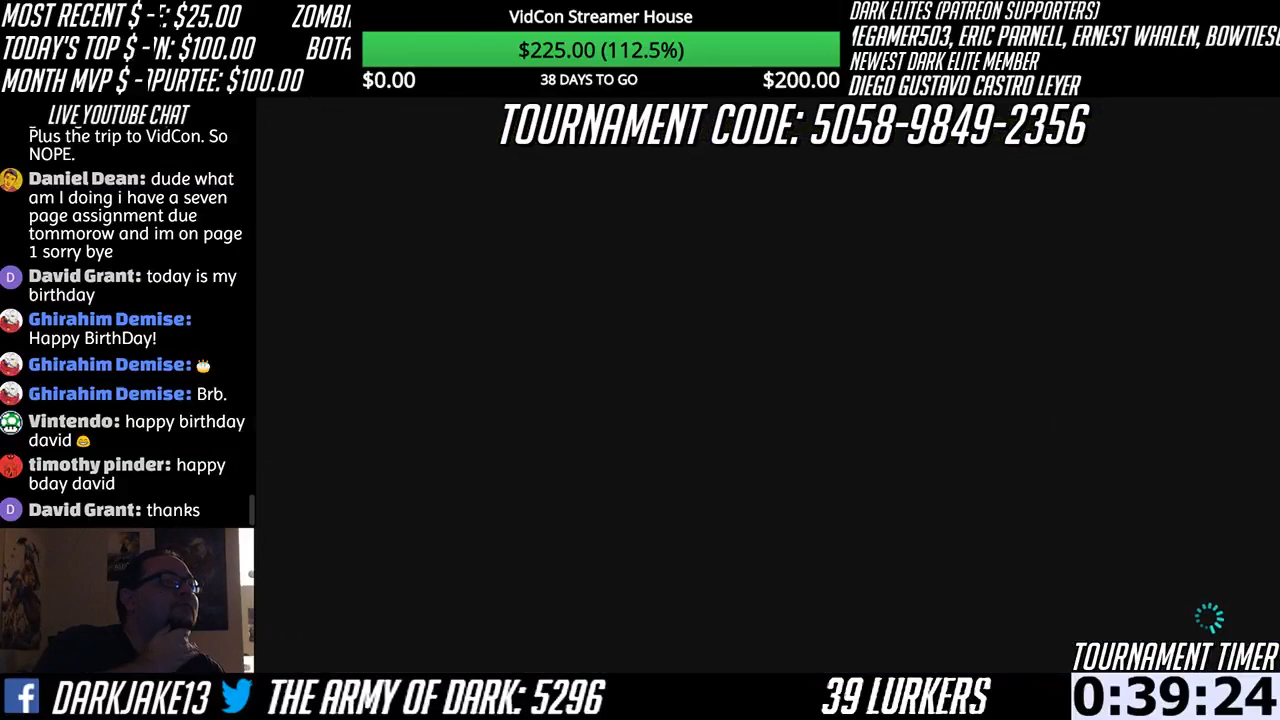 MOST RECENT $ - : $25.00
ZOMBI
TODAY'S TOP $ - N: $100.00
BOTA
MONTH MVP $ - PURTEE: $100.00
VidCon Streamer House
$225.00 (112.5%)
$0.00
38 DAYS TO GO
$200.00
DARK ELITES (PATREON SUPPORTERS)
MEGAMER503, ERIC PARNELL, ERNEST WHALEN, BOWTIES
NEWEST DARK ELITE MEMBER
DIEGO GUSTAVO CASTRO LEYER
TOURNAMENT CODE: 5058-9849-2356
LIVE YOUTUBE CHAT
Plus the trip to VidCon. So
NOPE.
Daniel Dean: dude what
am I doing i have a seven
page assignment due
tommorow and im on page
1 sorry bye
D David Grant: today is my
birthday
Ghirahim Demise:
Happy BirthDay!
Ghirahim Demise: 🎂
Ghirahim Demise: Brb.
Vintendo: happy birthday
david 😂
timothy pinder: happy
bday david
D David Grant: thanks
TOURNAMENT TIMER
0:39:24
f DARKJAKE13
THE ARMY OF DARK: 5296
39 LURKERS